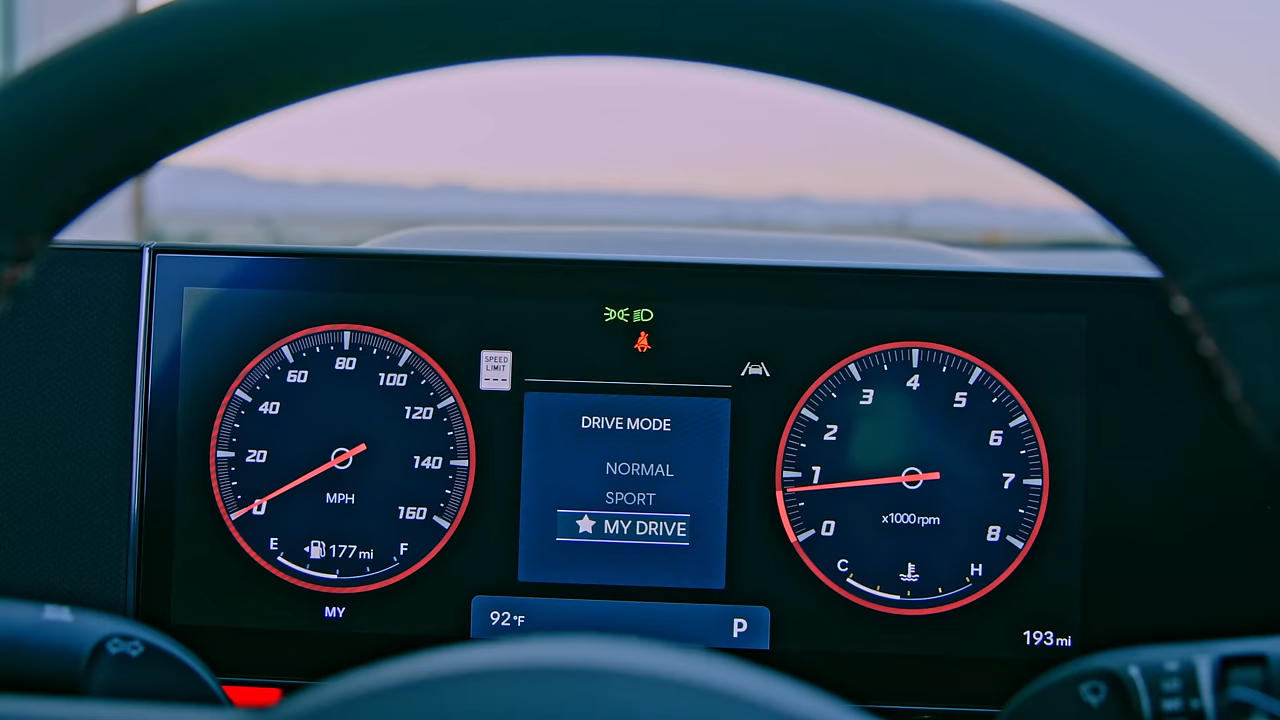 SPEED
LIMIT
---
0
20
40
60
80
100
120
140
160
MPH
E
177 mi
F
MY
DRIVE MODE
NORMAL
SPORT
MY DRIVE
92°F
P
0
1
2
3
4
5
6
7
8
x1000 rpm
C
H
193 mi